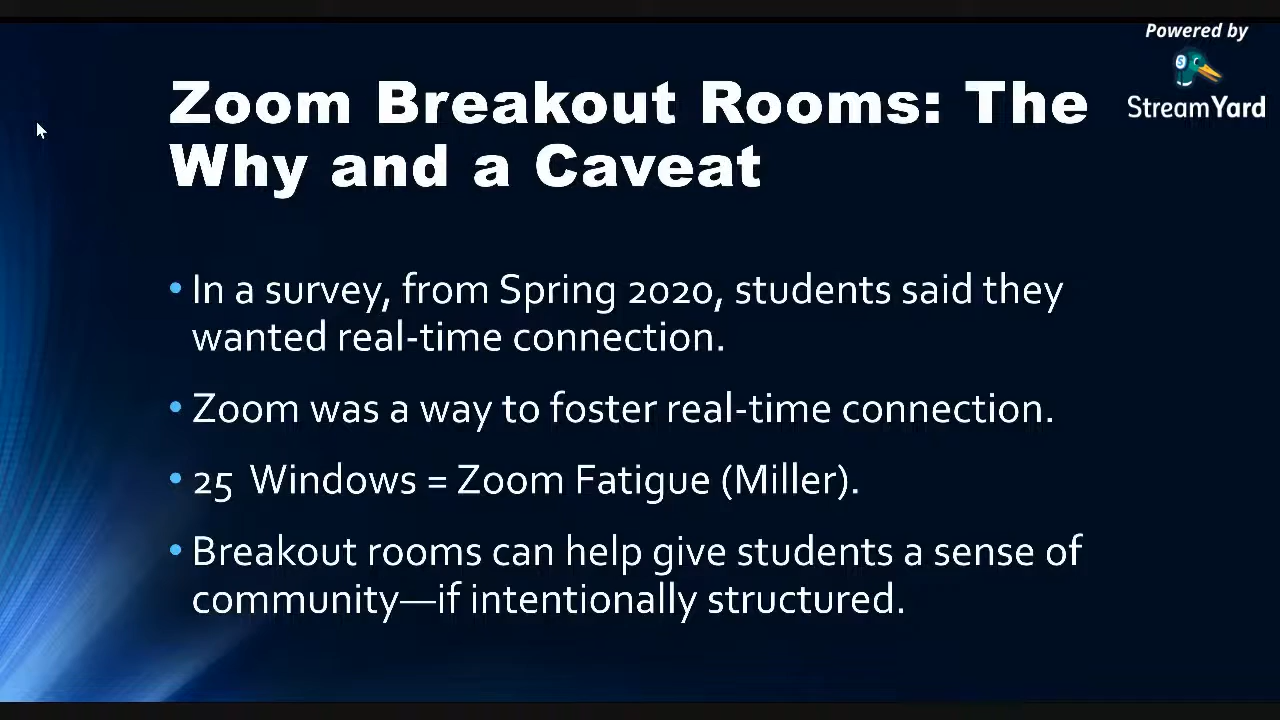 Powered by
StreamYard
Zoom Breakout Rooms: The
Why and a Caveat
• In a survey, from Spring 2020, students said they
wanted real-time connection.
• Zoom was a way to foster real-time connection.
• 25  Windows = Zoom Fatigue (Miller).
• Breakout rooms can help give students a sense of
community—if intentionally structured.